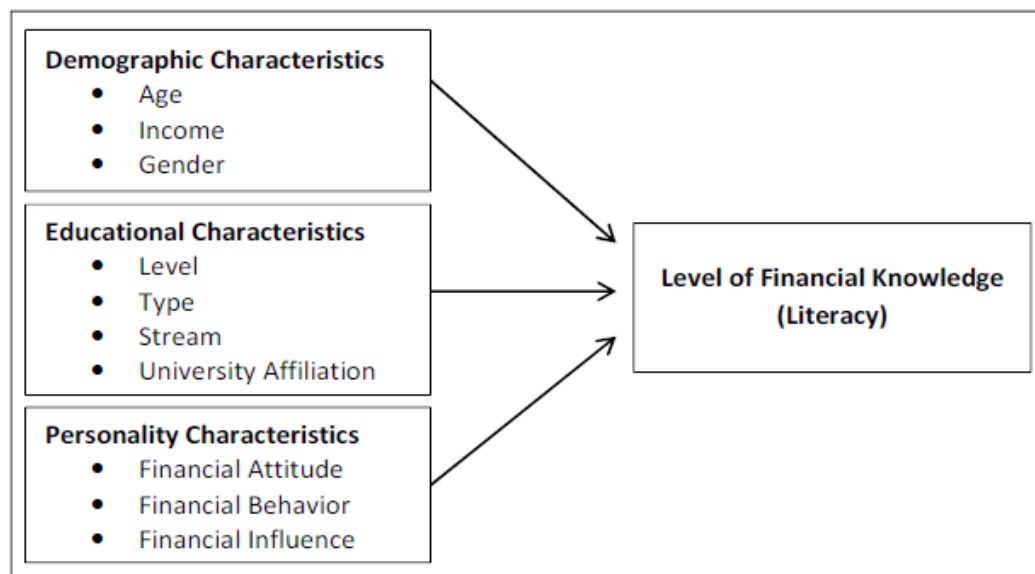 Demographic Characteristics
• Age
• Income
• Gender
Educational Characteristics
• Level
• Type
• Stream
• University Affiliation
Personality Characteristics
• Financial Attitude
• Financial Behavior
• Financial Influence
Level of Financial Knowledge
(Literacy)